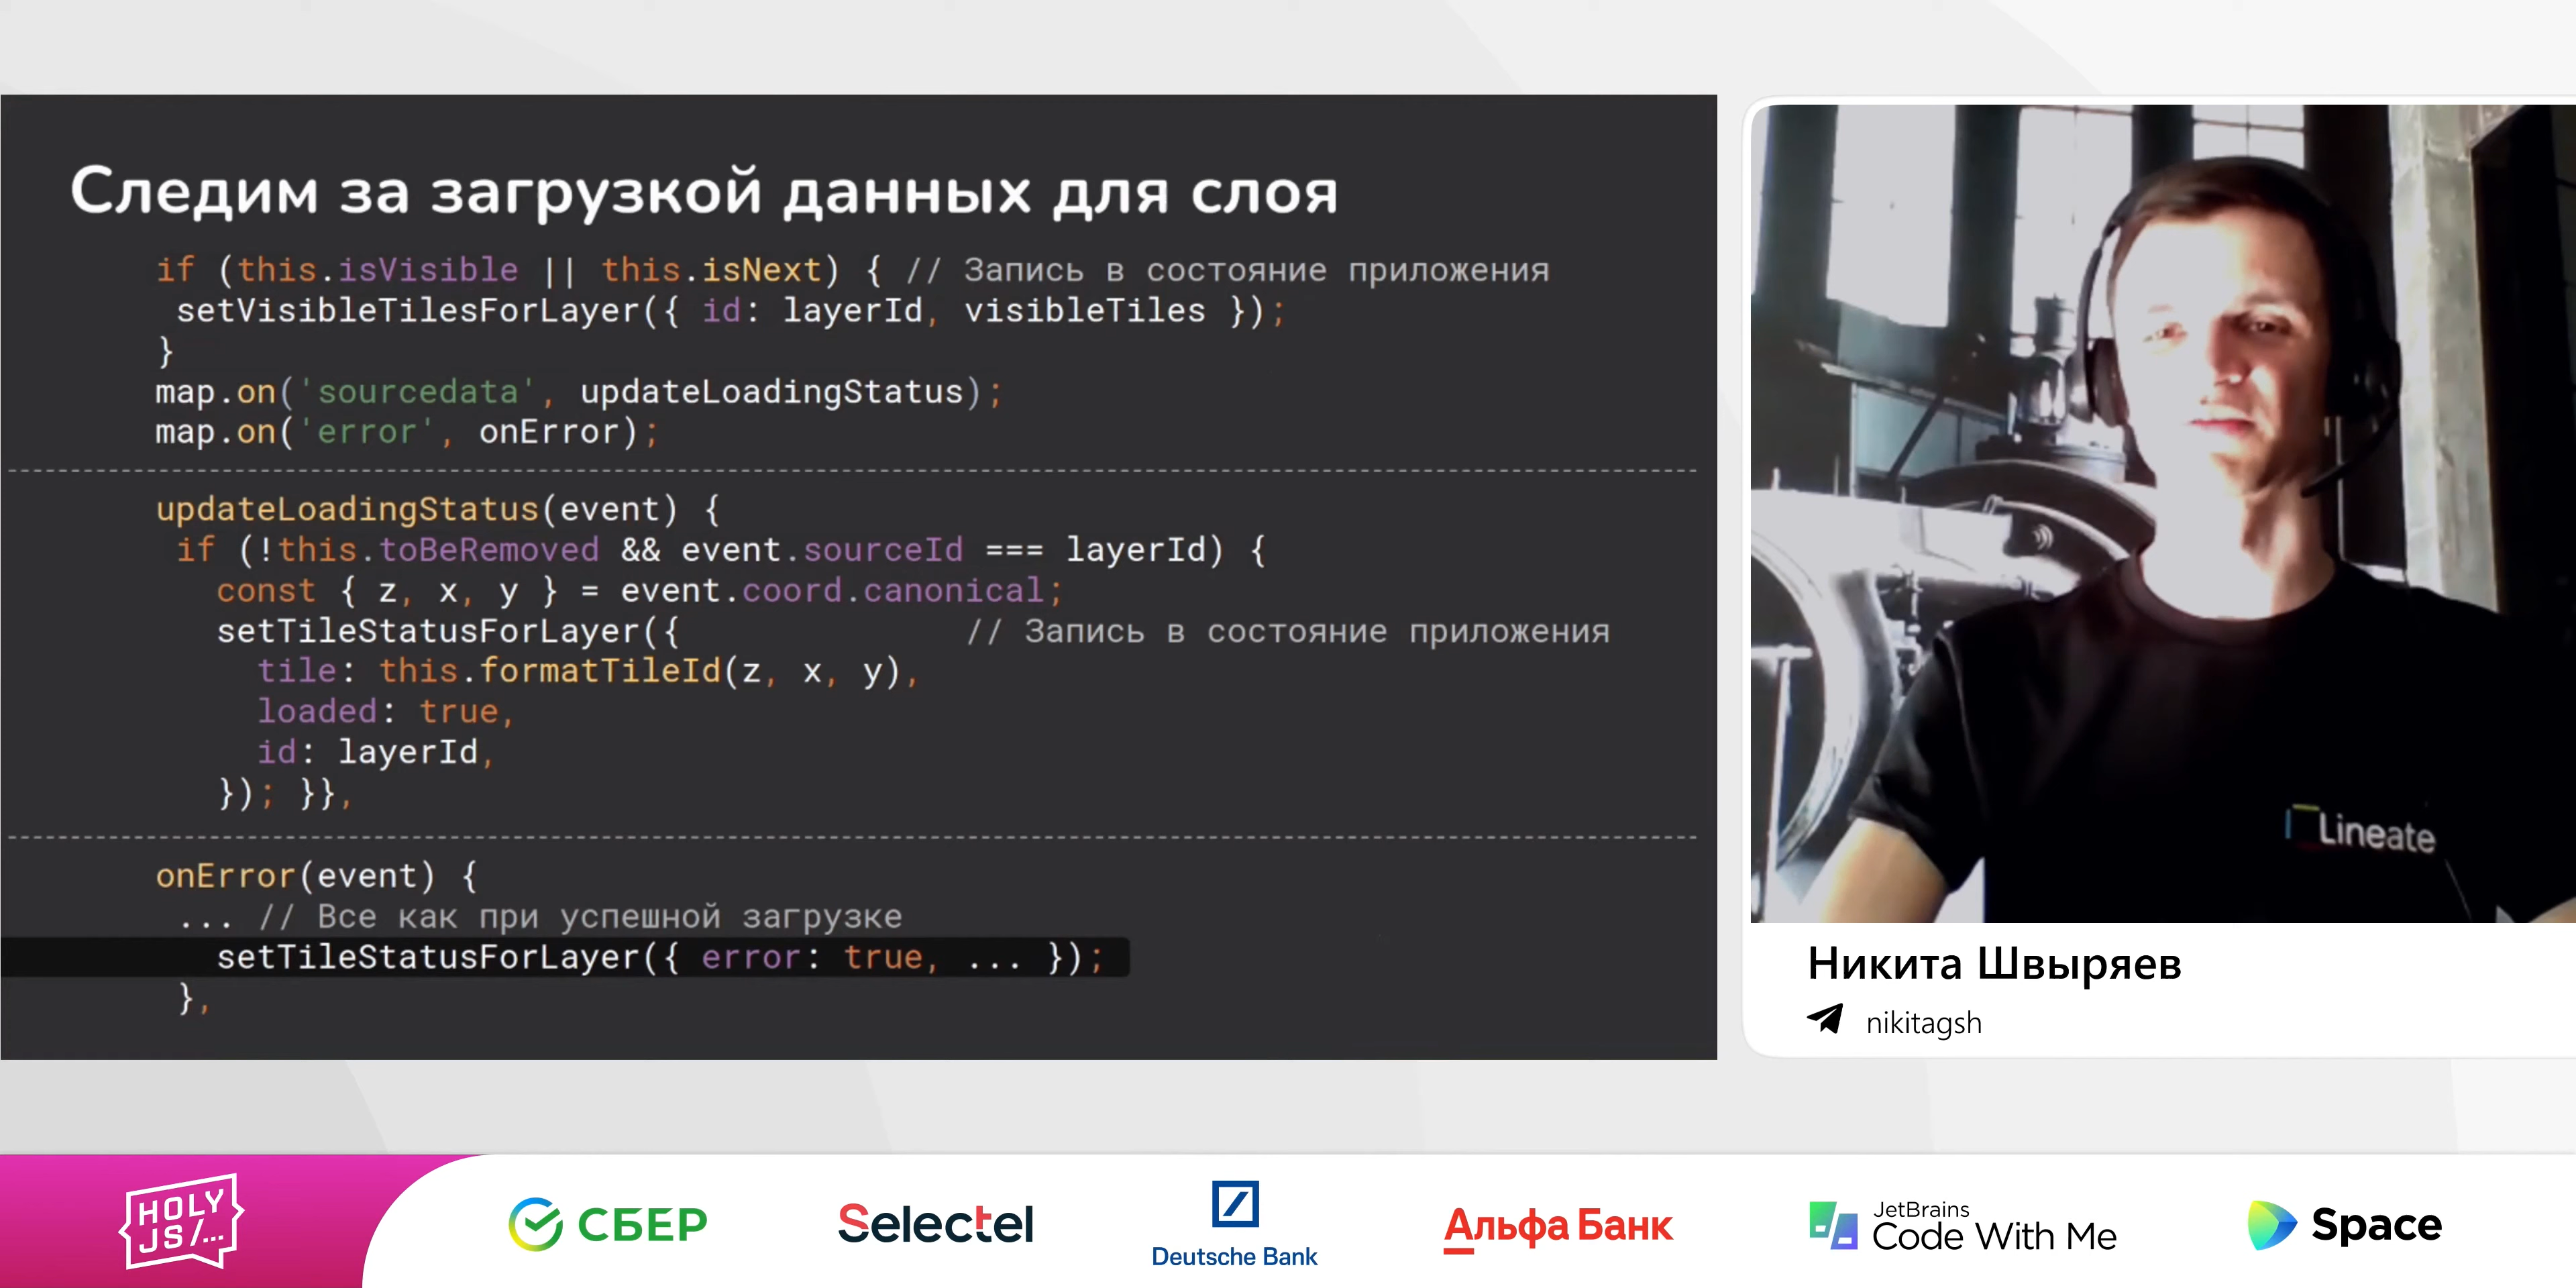 Следим за загрузкой данных для слоя
if (this.isVisible || this.isNext) { // Запись в состояние приложения
setVisibleTilesForLayer({ id: layerId, visibleTiles });
}
map.on('sourcedata', updateLoadingStatus);
map.on('error', onError);
updateLoadingStatus(event) {
if (!this.toBeRemoved && event.sourceId === layerId) {
const { z, x, y } = event.coord.canonical;
setTileStatusForLayer({ // Запись в состояние приложения
tile: this.formatTileId(z, x, y),
loaded: true,
id: layerId,
}); }},
onError(event) {
... // Все как при успешной загрузке
setTileStatusForLayer({ error: true, ... });
},
Lineate
Никита Швыряев
nikitagsh
HOLY
JS/...
СБЕР
Selectel
Deutsche Bank
Альфа Банк
JetBrains
Code With Me
Space